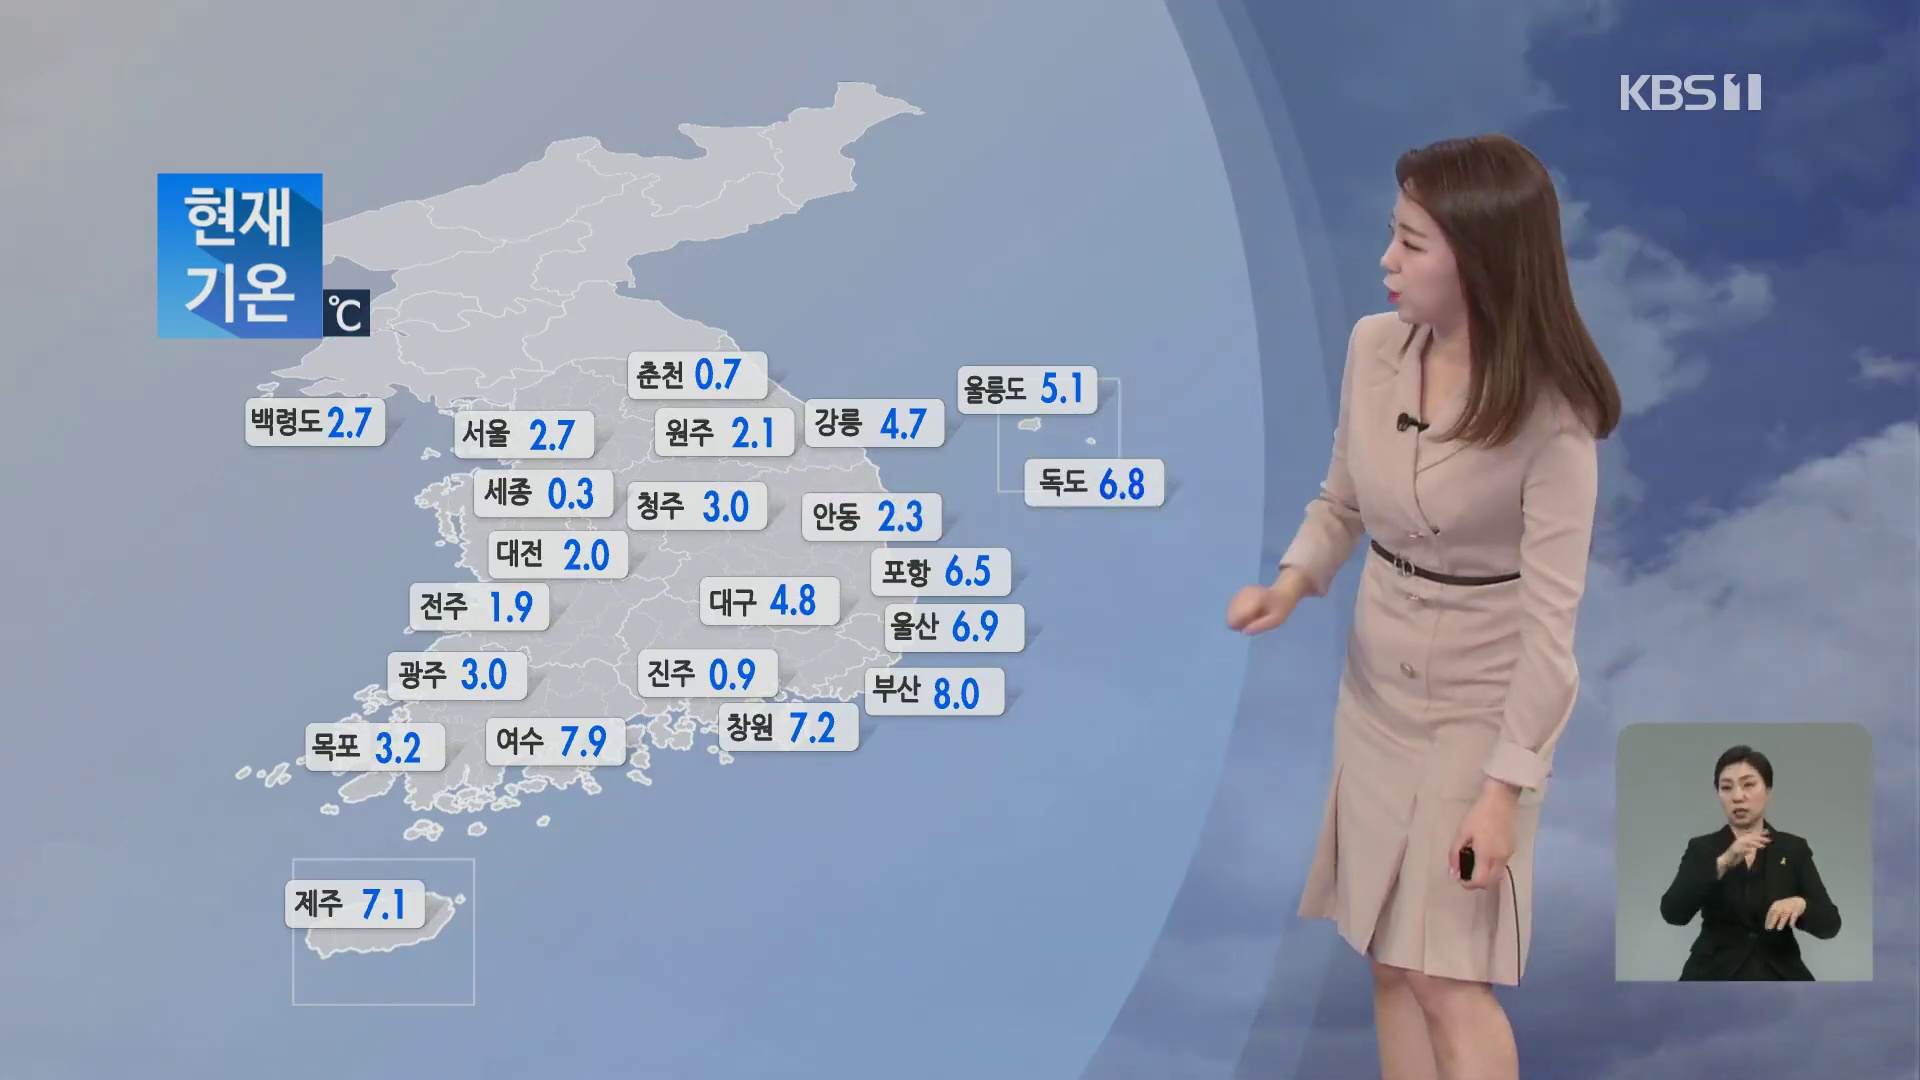 KBS 1
현재
기온
℃
춘천 0.7
울릉도 5.1
백령도 2.7
서울 2.7
원주 2.1
강릉 4.7
독도 6.8
세종 0.3
청주 3.0
안동 2.3
대전 2.0
포항 6.5
전주 1.9
대구 4.8
울산 6.9
광주 3.0
진주 0.9
부산 8.0
목포 3.2
여수 7.9
창원 7.2
제주 7.1